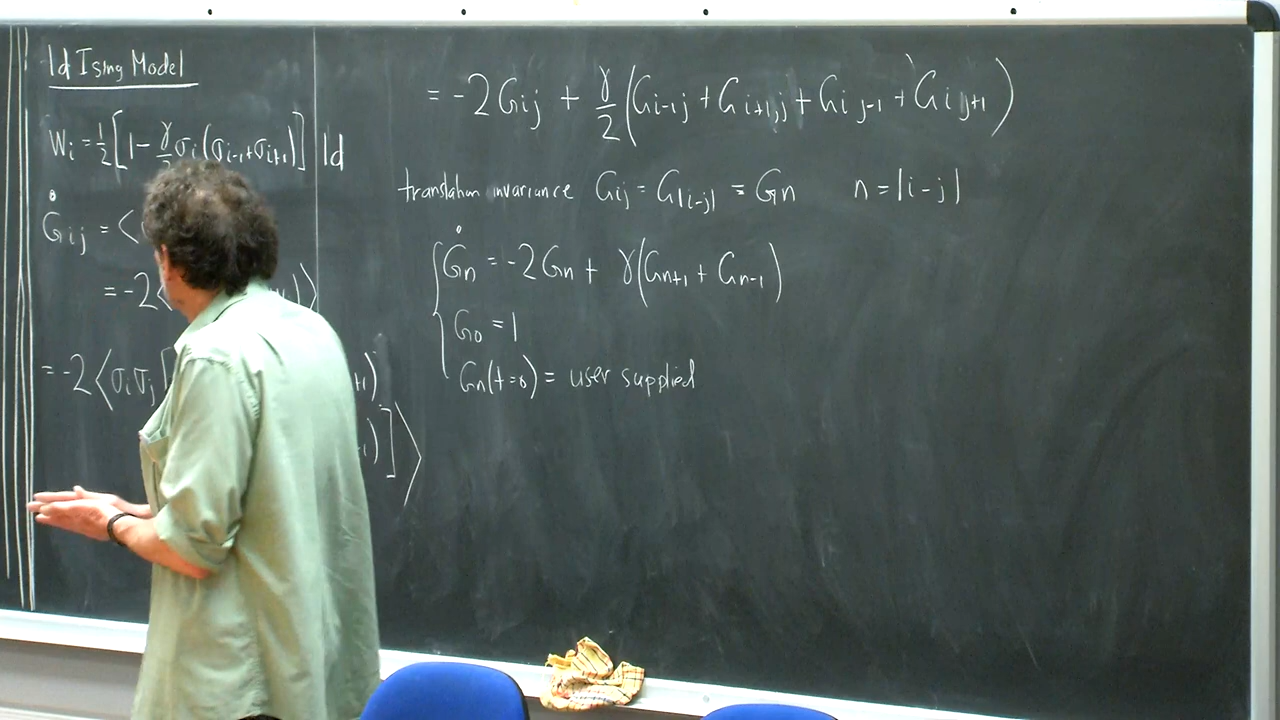 1d Ising Model
Wi = 1/2 [1 - γ/2 σi (σi-1 + σi+1)] 1d
Ġij = <
= -2<
= -2<σiσj [
= -2Gij + γ/2 (Gi-1j + Gi+1,j + Gi j-1 + Gi j+1)
translation invariance Gij = G|i-j| = Gn n = |i-j|
Ġn = -2Gn + γ(Gn+1 + Gn-1)
G0 = 1
Gn(t=0) = user supplied